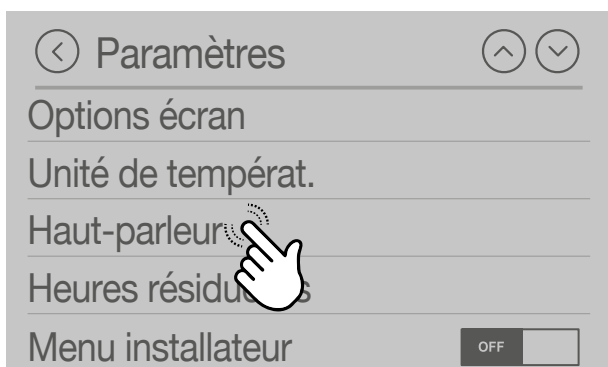 Paramètres
Options écran
Unité de températ.
Haut-parleur
Heures
Menu installateur
OFF